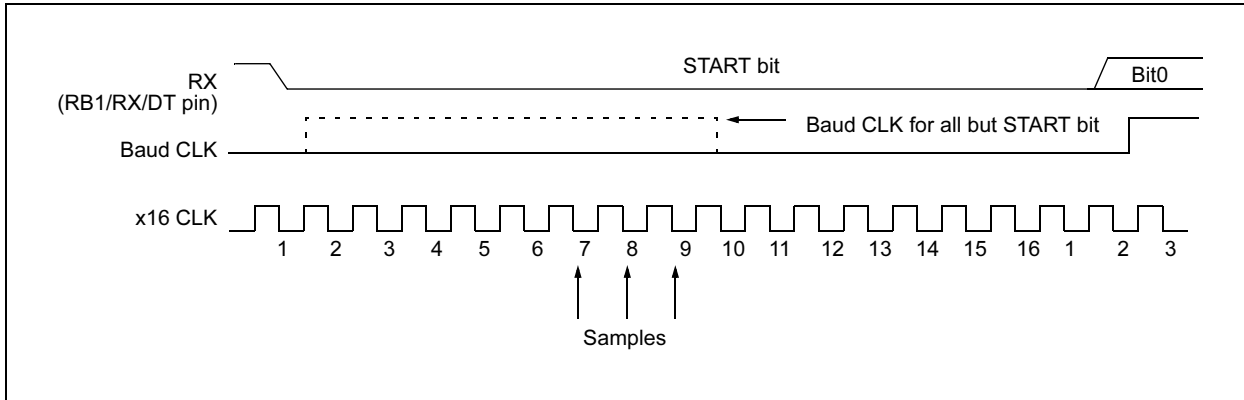 START bit
RX
(RB1/RX/DT pin)
Bit0
Baud CLK for all but START bit
Baud CLK
x16 CLK
1 2 3 4 5 6 7 8 9 10 11 12 13 14 15 16 1 2 3
Samples